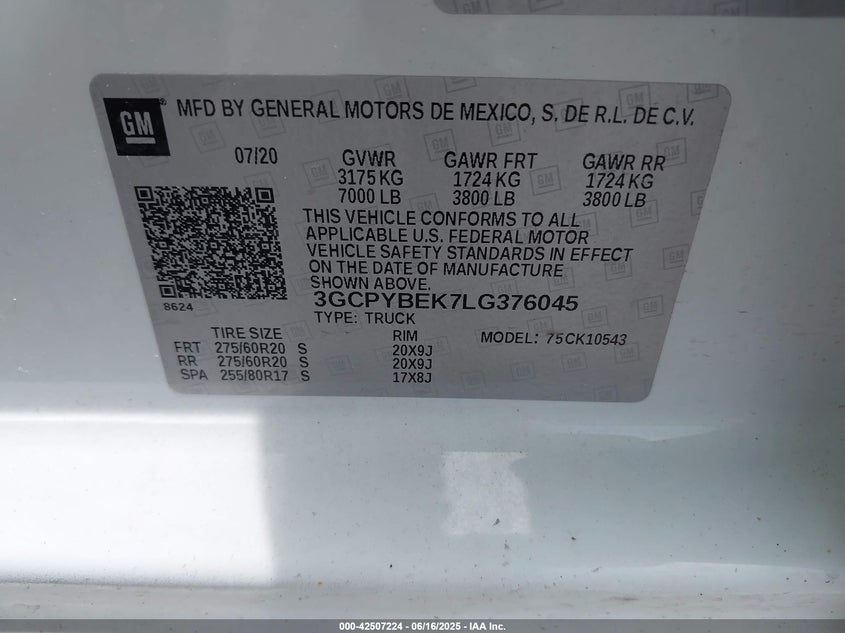 GM
MFD BY GENERAL MOTORS DE MEXICO, S. DE R.L. DE C.V.
07/20 GVWR GAWR FRT GAWR RR
3175 KG 1724 KG 1724 KG
7000 LB 3800 LB 3800 LB
THIS VEHICLE CONFORMS TO ALL
APPLICABLE U.S. FEDERAL MOTOR
VEHICLE SAFETY STANDARDS IN EFFECT
ON THE DATE OF MANUFACTURE
SHOWN ABOVE.
8624
3GCPYBEK7LG376045
TYPE: TRUCK
TIRE SIZE RIM MODEL: 75CK10543
FRT 275/60R20 S 20X9J
RR 275/60R20 S 20X9J
SPA 255/80R17 S 17X8J
000-42507224 - 06/16/2025 - IAA Inc.